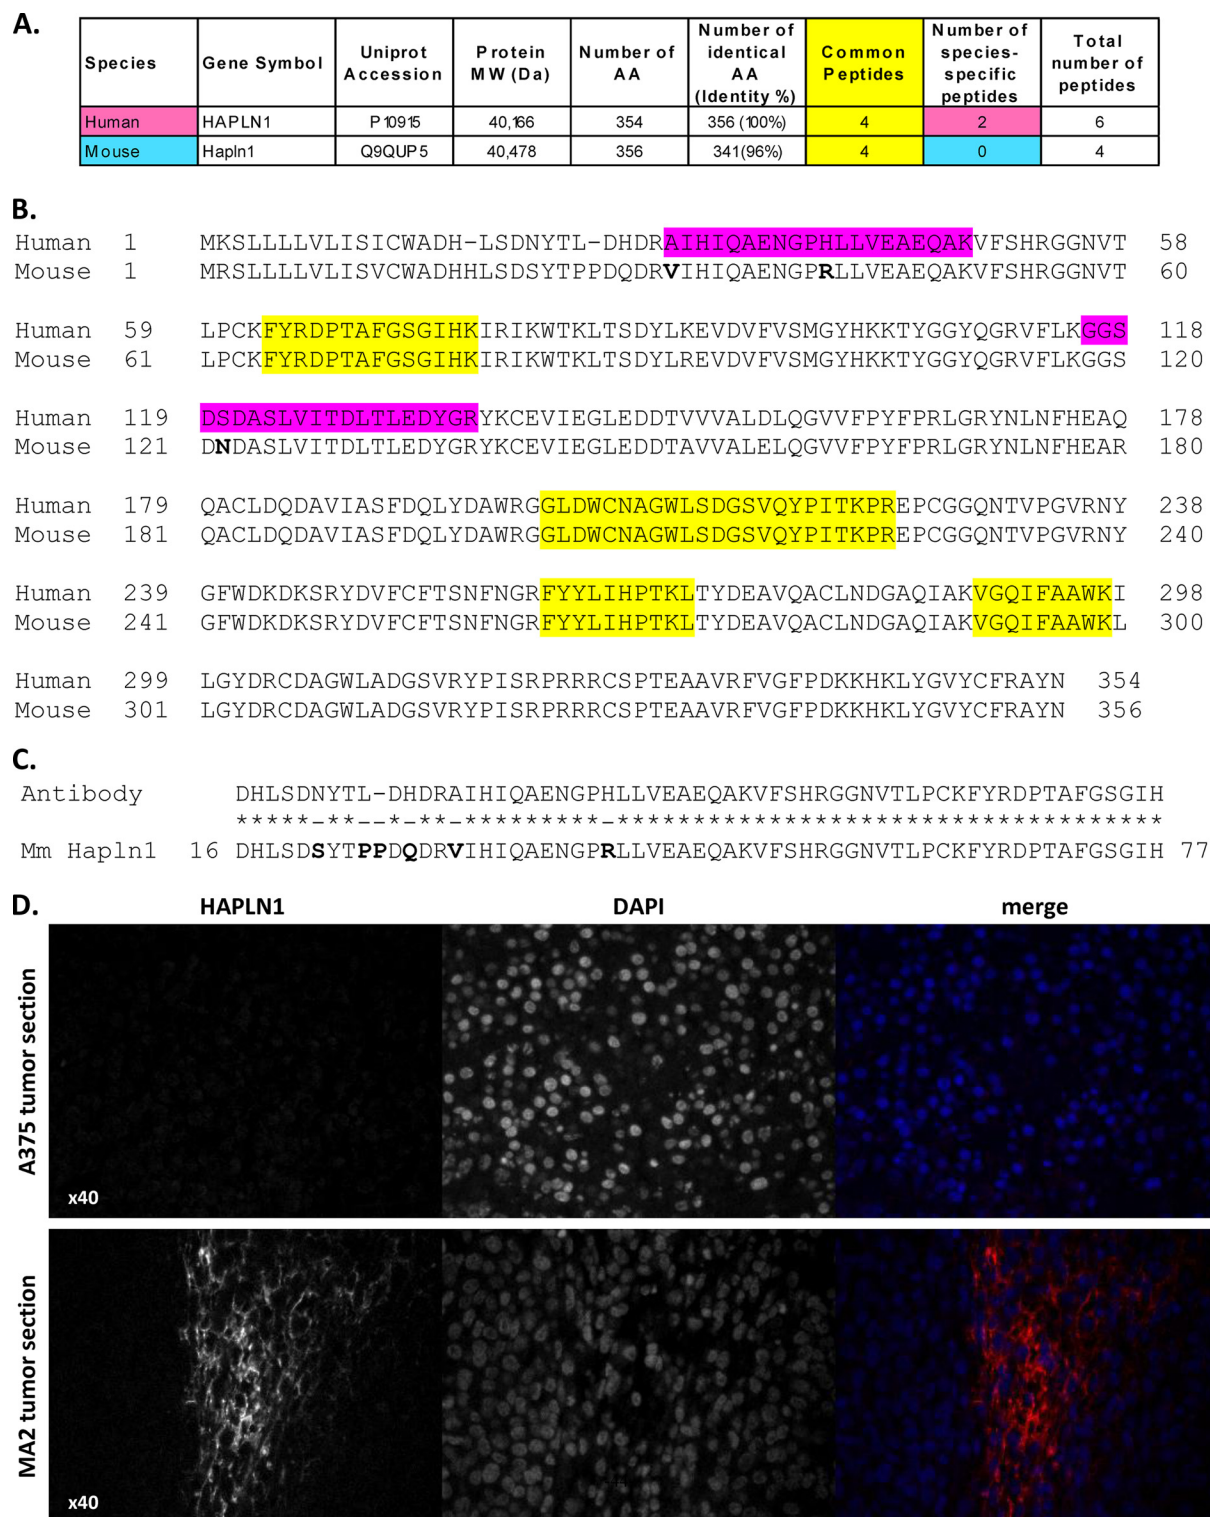 A.
Species Gene Symbol Uniprot Accession Protein MW (Da) Number of AA Number of identical AA (Identity %) Common Peptides Number of species-specific peptides Total number of peptides
Human HAPLN1 P10915 40,166 354 356 (100%) 4 2 6
Mouse Hapln1 Q9QUP5 40,478 356 341(96%) 4 0 4
B.
Human 1 MKSLLLLVLISICWADH-LSDNYTL-DHDRAIHIQAENGPHLLVEAEQAKVFSHRGGNVT 58
Mouse 1 MRSLLLLVLISVCWADHHLSDSYTPPDQDRVIHIQAENGPRLLVEAEQAKVFSHRGGNVT 60
Human 59 LPCKFYRDPTAFGSGIHKIRIKWTKLTSDYLKEVDVFVSMGYHKKTYGGYQGRVFLKGGS 118
Mouse 61 LPCKFYRDPTAFGSGIHKIRIKWTKLTSDYLREVDVFVSMGYHKKTYGGYQGRVFLKGGS 120
Human 119 DSDASLVITDLTLEDYGRYKCEVIEGLEDDTVVVALDLQGVVFPYFPRLGRYNLNFHEAQ 178
Mouse 121 DNDASLVITDLTLEDYGRYKCEVIEGLEDDTAVVALELQGVVFPYFPRLGRYNLNFHEAR 180
Human 179 QACLDQDAVIASFDQLYDAWRGGLDWCNAGWLSDGSVQYPITKPREPCGGQNTVPGVRNY 238
Mouse 181 QACLDQDAVIASFDQLYDAWRGGLDWCNAGWLSDGSVQYPITKPREPCGGQNTVPGVRNY 240
Human 239 GFWDKDKSRYDVFCFTSNFNGRFYYLIHPTKLTYDEAVQACLNDGAQIAKVGQIFAAWKI 298
Mouse 241 GFWDKDKSRYDVFCFTSNFNGRFYYLIHPTKLTYDEAVQACLNDGAQIAKVGQIFAAWKL 300
Human 299 LGYDRCDAGWLADGSVRYPISRPRRRCSPTEAAVRFVGFPDKKHKLYGVYCFRAYN 354
Mouse 301 LGYDRCDAGWLADGSVRYPISRPRRRCSPTEAAVRFVGFPDKKHKLYGVYCFRAYN 356
C.
Antibody DHLSDNYTL-DHDRAIHIQAENGPHLLVEAEQAKVFSHRGGNVTLPCKFYRDPTAFGSGIH
*****_**__*_**_*********_************************************
Mm Hapln1 16 DHLSDSYTPPDQDRVIHIQAENGPRLLVEAEQAKVFSHRGGNVTLPCKFYRDPTAFGSGIH 77
D.
HAPLN1 DAPI merge
A375 tumor section
x40
MA2 tumor section
x40